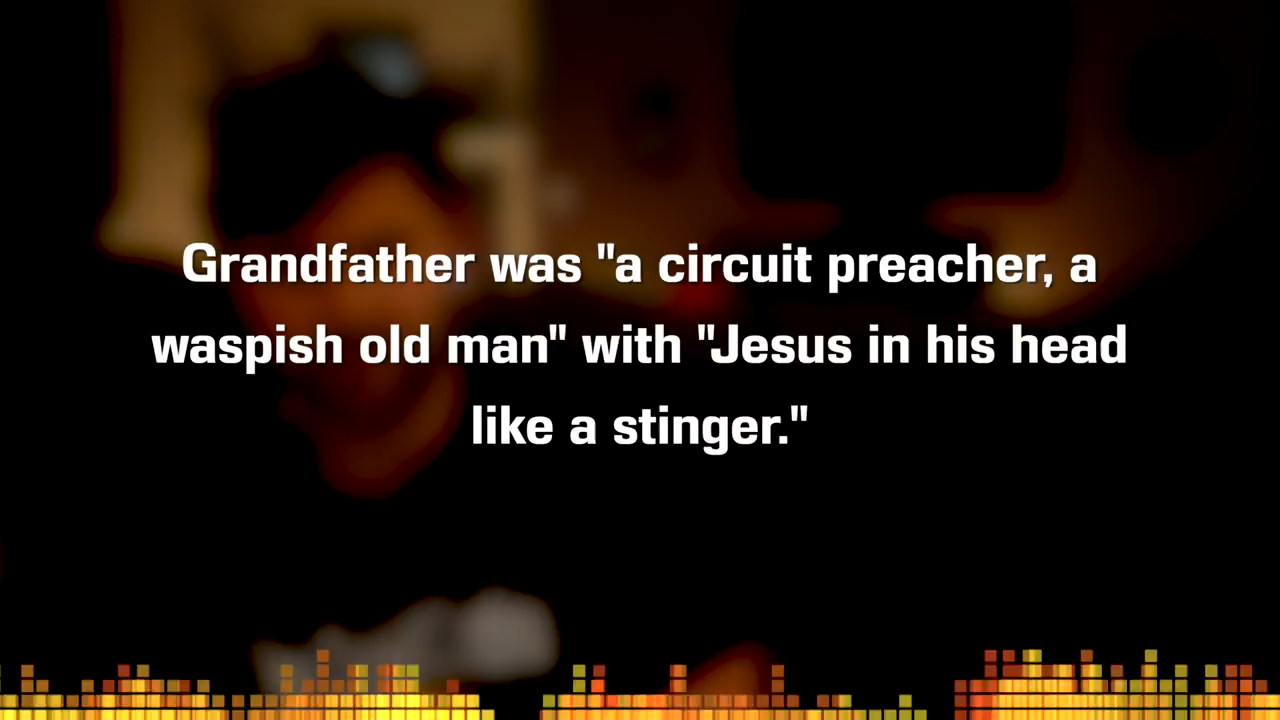 Grandfather was "a circuit preacher, a
waspish old man" with "Jesus in his head
like a stinger."